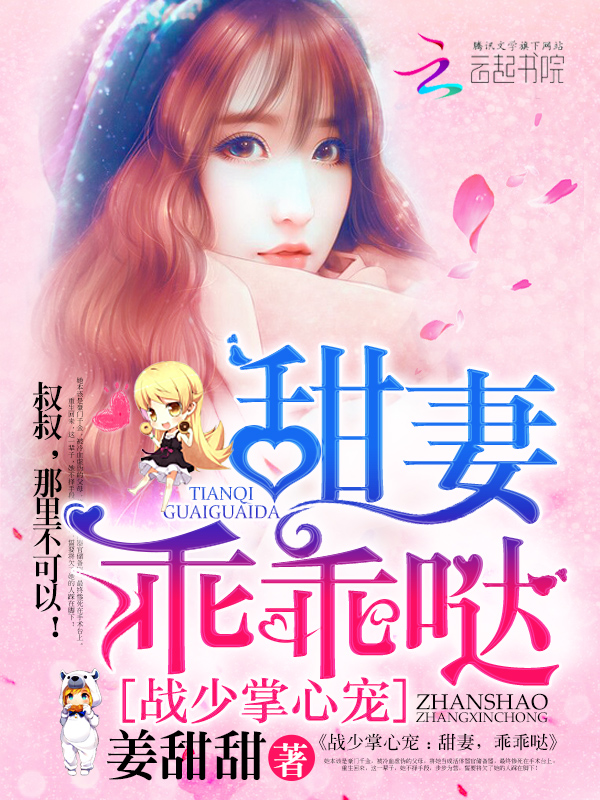 腾讯文学旗下网站
云起书院
叔叔，那里不可以！
甜妻
TIANQI
GUAIGUAIDA
乖乖哒
[战少掌心宠]
ZHANSHAO
ZHANGXINCHONG
姜甜甜 著
《战少掌心宠：甜妻，乖乖哒》